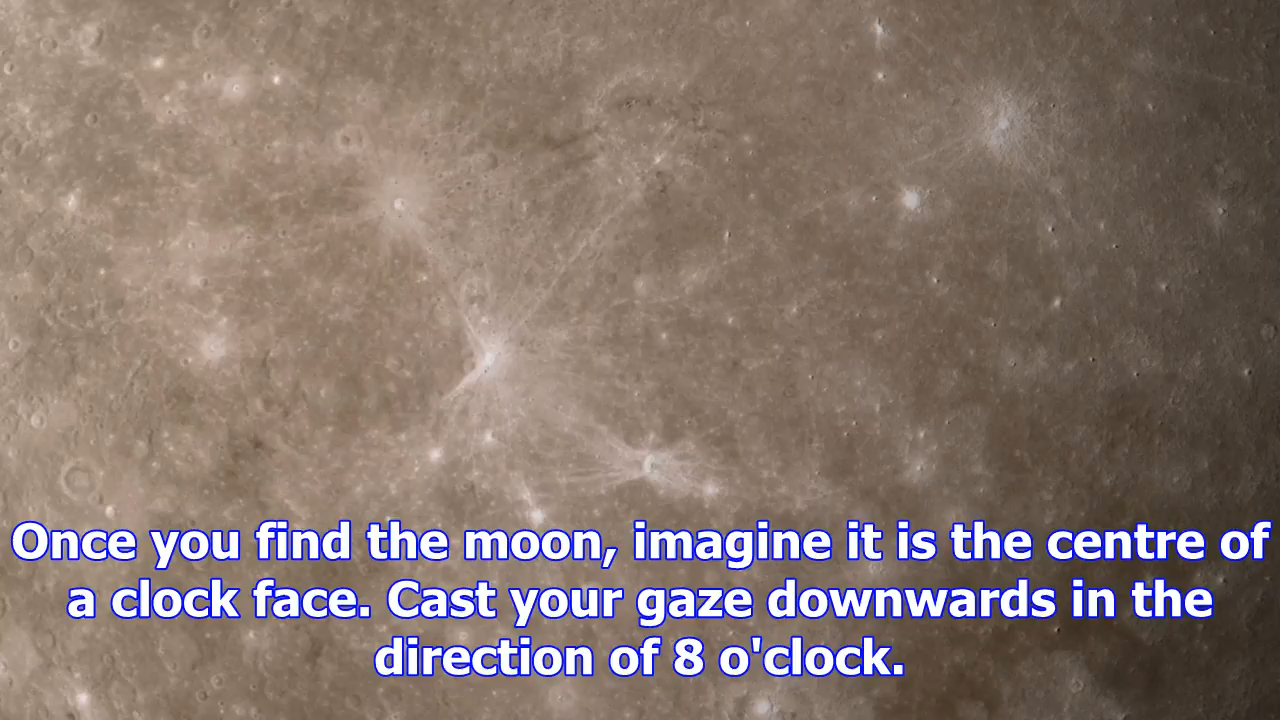 Once you find the moon, imagine it is the centre of
a clock face. Cast your gaze downwards in the
direction of 8 o'clock.